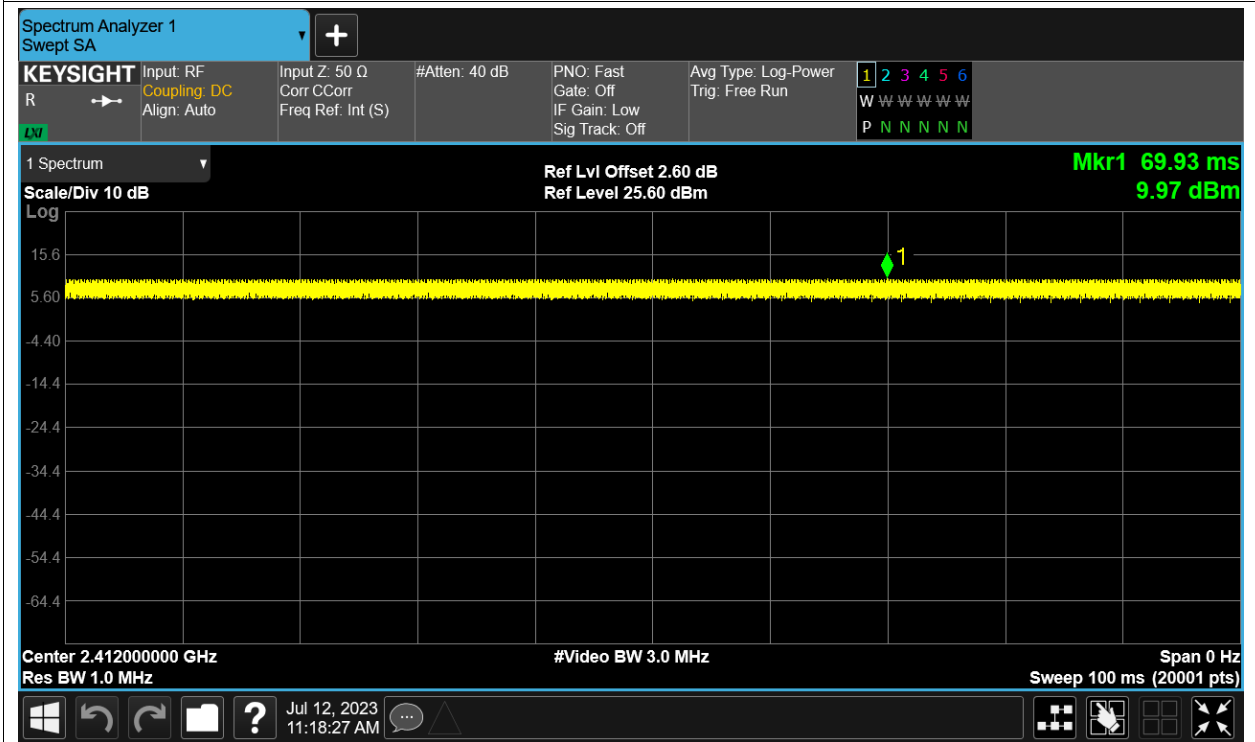 Spectrum Analyzer 1
Swept SA
+
KEYSIGHT
R
LXI
Input: RF
Coupling: DC
Align: Auto
Input Z: 50 Ω
Corr CCorr
Freq Ref: Int (S)
#Atten: 40 dB
PNO: Fast
Gate: Off
IF Gain: Low
Sig Track: Off
Avg Type: Log-Power
Trig: Free Run
1 2 3 4 5 6
W W W W W W
P N N N N N
1 Spectrum
Scale/Div 10 dB
Log
Ref Lvl Offset 2.60 dB
Ref Level 25.60 dBm
Mkr1 69.93 ms
9.97 dBm
1
15.6
5.60
-4.40
-14.4
-24.4
-34.4
-44.4
-54.4
-64.4
Center 2.412000000 GHz
Res BW 1.0 MHz
#Video BW 3.0 MHz
Span 0 Hz
Sweep 100 ms (20001 pts)
?
Jul 12, 2023
11:18:27 AM